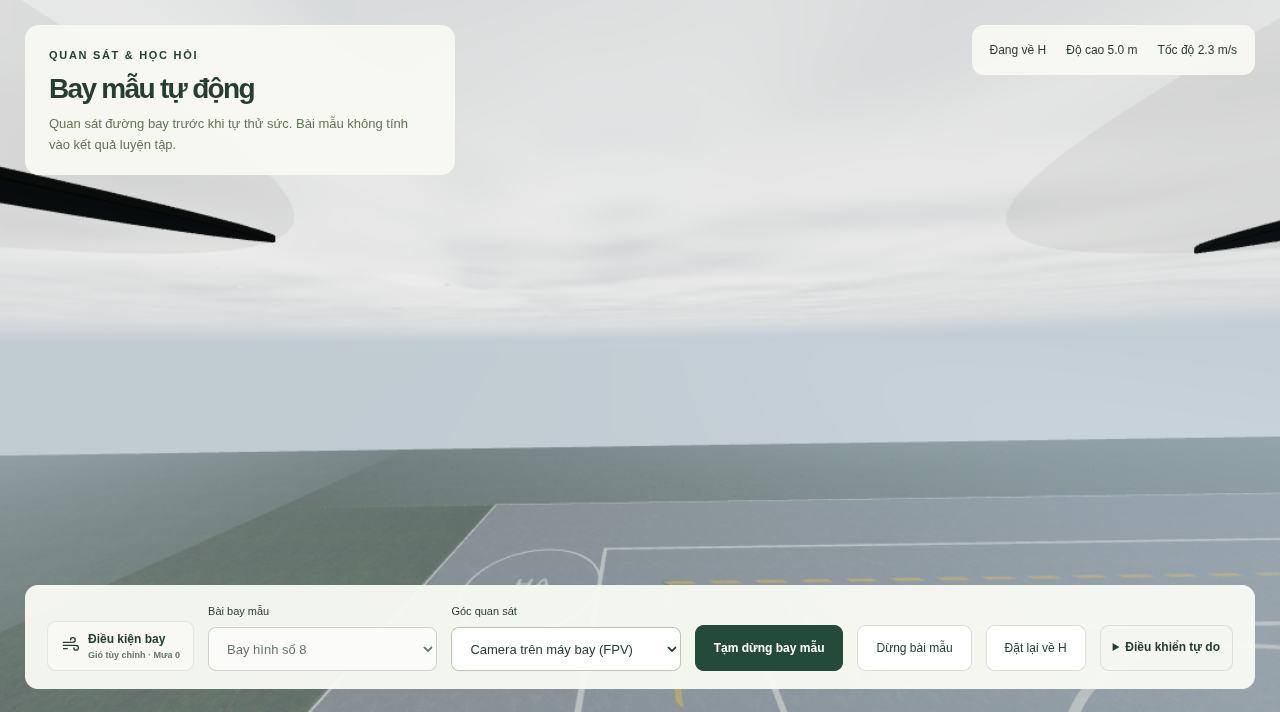 QUAN SÁT & HỌC HỎI
Bay mẫu tự động
Quan sát đường bay trước khi tự thử sức. Bài mẫu không tính
vào kết quả luyện tập.
Đang về H Độ cao 5.0 m Tốc độ 2.3 m/s
Điều kiện bay
Gió tùy chỉnh · Mưa 0
Bài bay mẫu
Bay hình số 8
Góc quan sát
Camera trên máy bay (FPV)
Tạm dừng bay mẫu
Dừng bài mẫu
Đặt lại về H
Điều khiển tự do